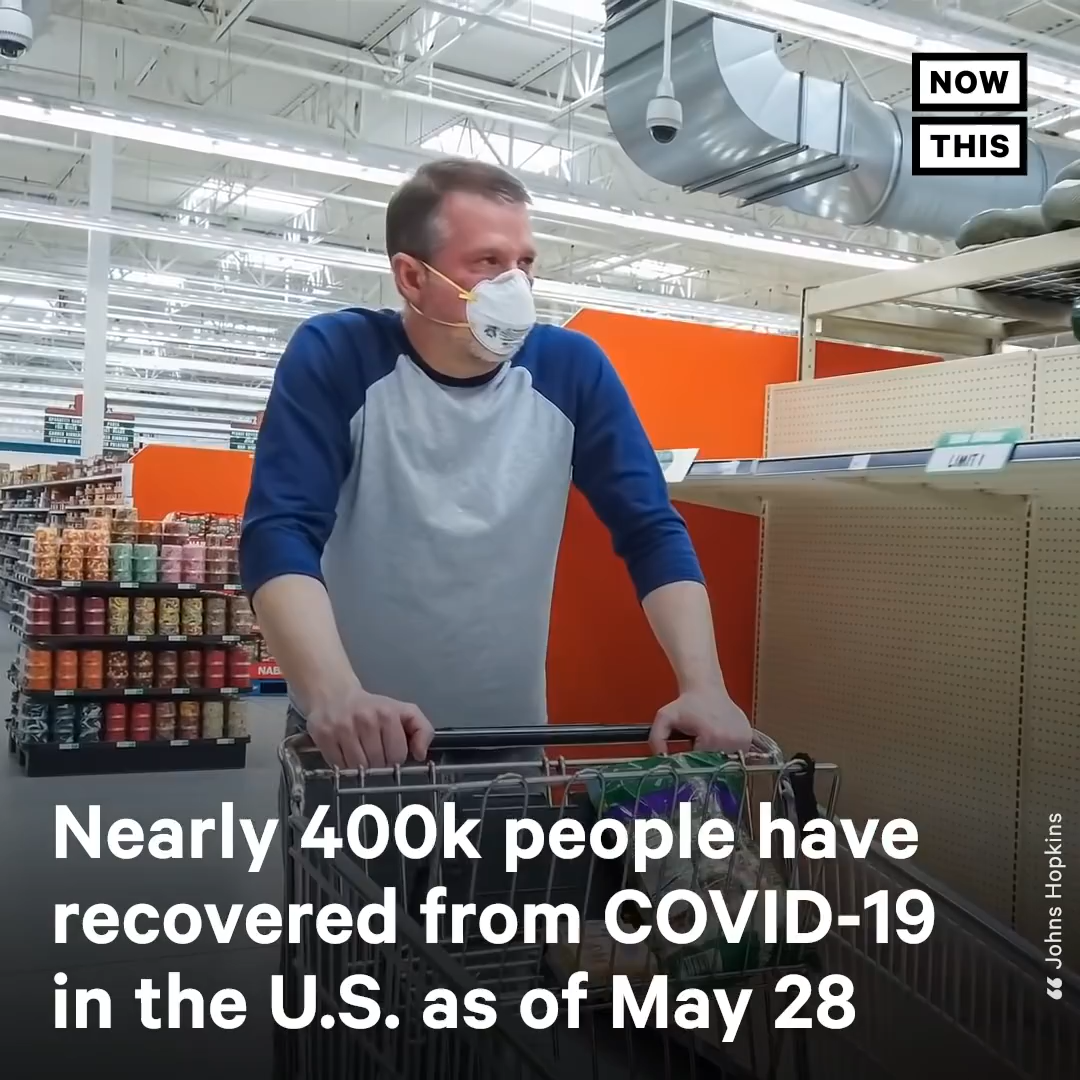 NOW
THIS
LIMIT 1
NAB
Nearly 400k people have
recovered from COVID-19
in the U.S. as of May 28
Johns Hopkins